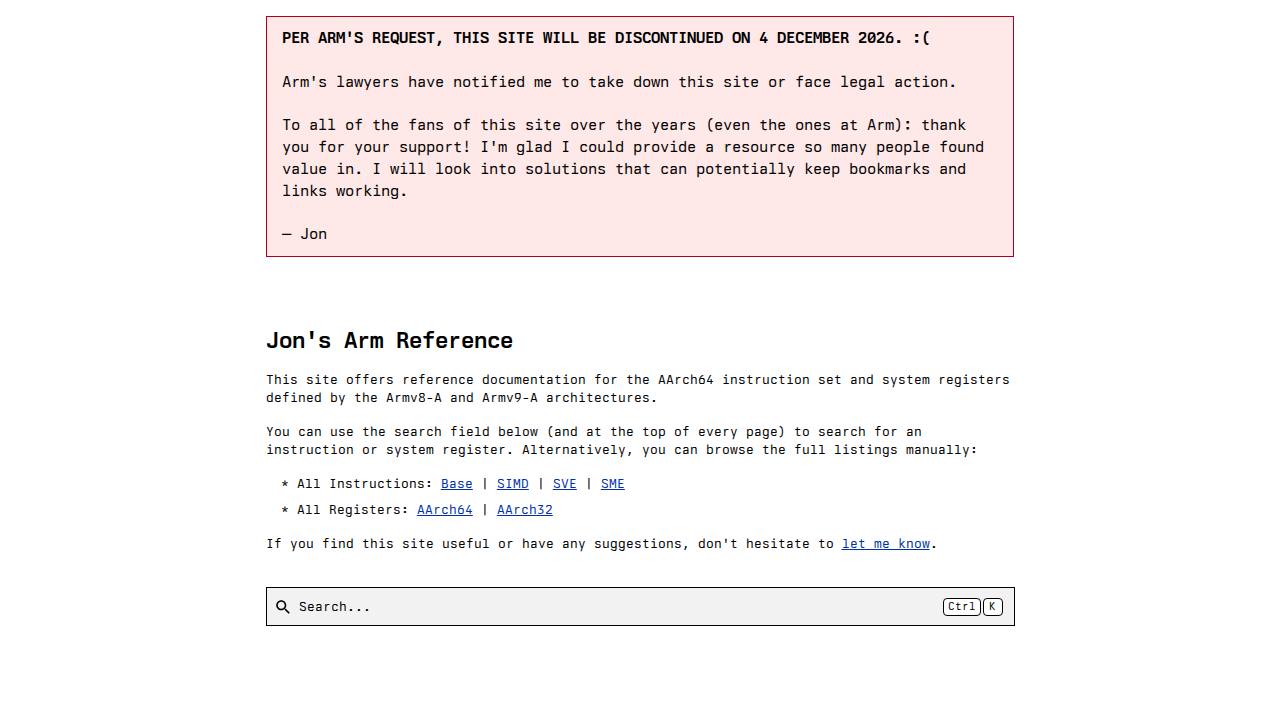 PER ARM'S REQUEST, THIS SITE WILL BE DISCONTINUED ON 4 DECEMBER 2026. :(
Arm's lawyers have notified me to take down this site or face legal action.
To all of the fans of this site over the years (even the ones at Arm): thank
you for your support! I'm glad I could provide a resource so many people found
value in. I will look into solutions that can potentially keep bookmarks and
links working.
— Jon
Jon's Arm Reference
This site offers reference documentation for the AArch64 instruction set and system registers
defined by the Armv8-A and Armv9-A architectures.
You can use the search field below (and at the top of every page) to search for an
instruction or system register. Alternatively, you can browse the full listings manually:
* All Instructions: Base | SIMD | SVE | SME
* All Registers: AArch64 | AArch32
If you find this site useful or have any suggestions, don't hesitate to let me know.
Search... Ctrl K